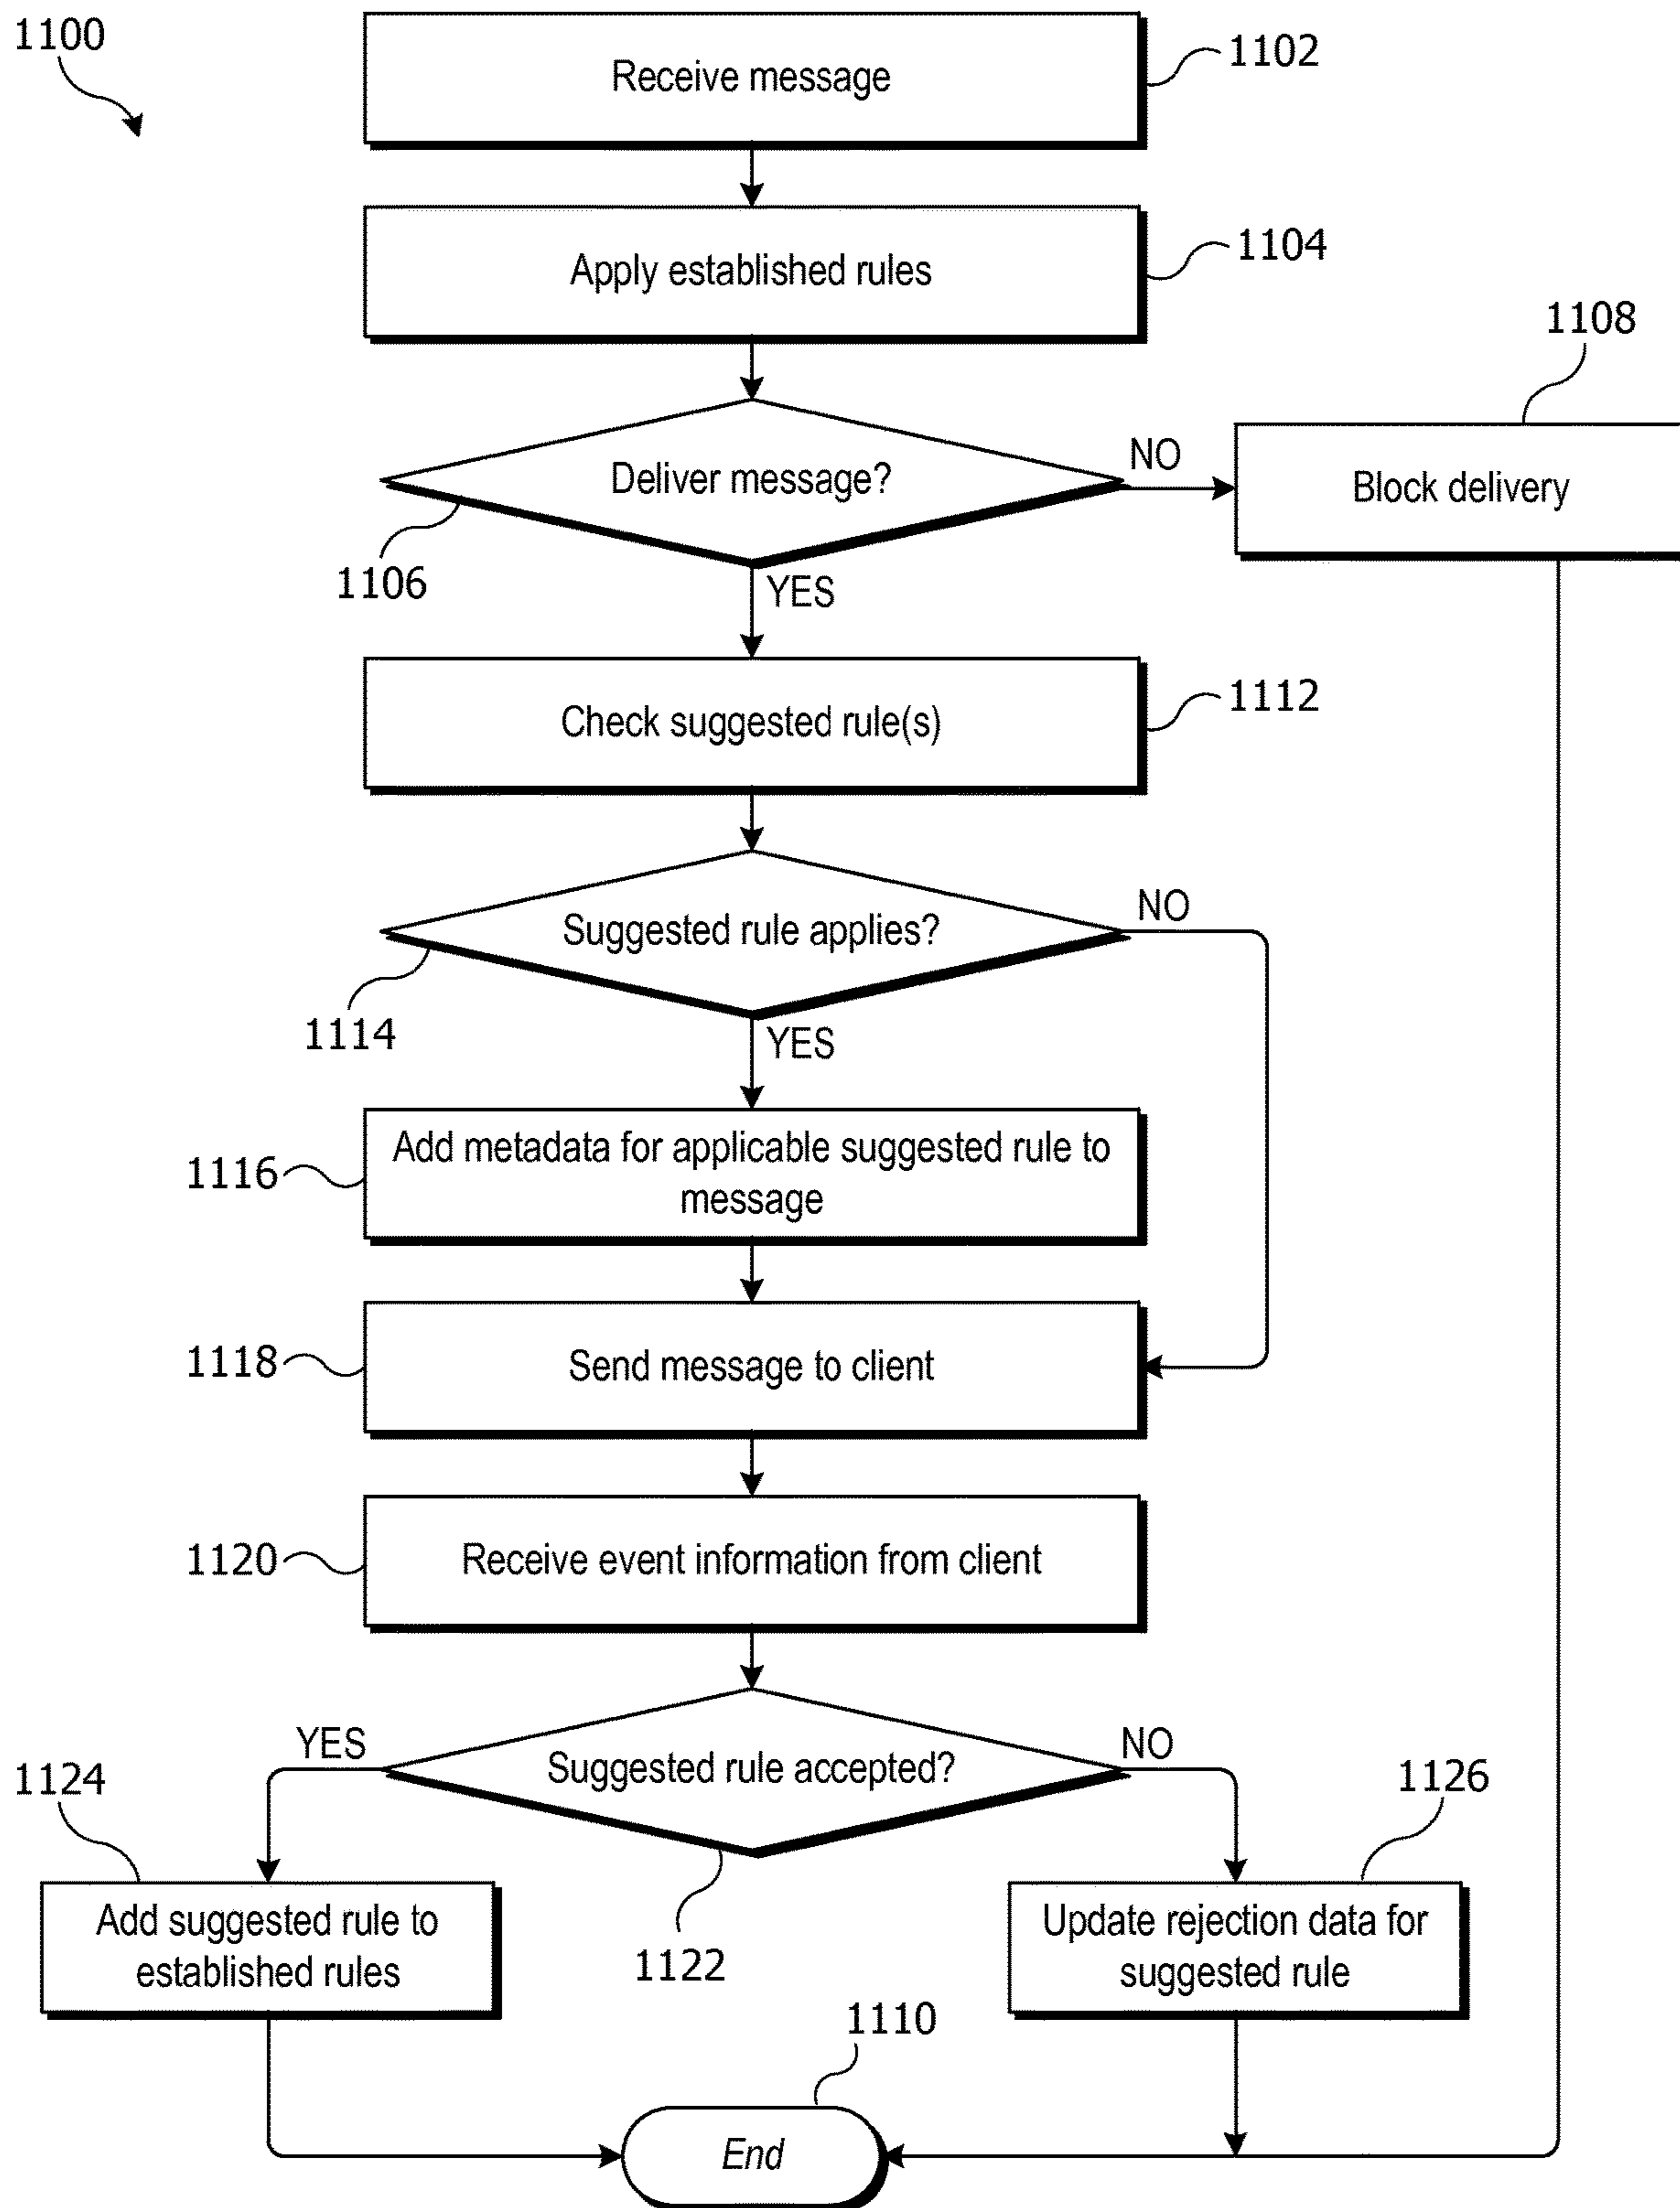 1100
Receive message
1102
Apply established rules
1104
1108
Deliver message?
NO
Block delivery
1106
YES
Check suggested rule(s)
1112
Suggested rule applies?
NO
1114
YES
1116
Add metadata for applicable suggested rule to
message
1118
Send message to client
1120
Receive event information from client
YES
Suggested rule accepted?
NO
1124
1126
Add suggested rule to
established rules
1122
Update rejection data for
suggested rule
1110
End